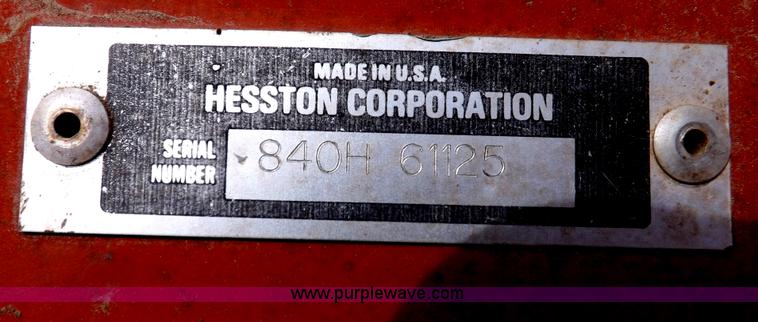 MADE IN U.S.A.
HESSTON CORPORATION
SERIAL NUMBER
840H 61125
www.purplewave.com